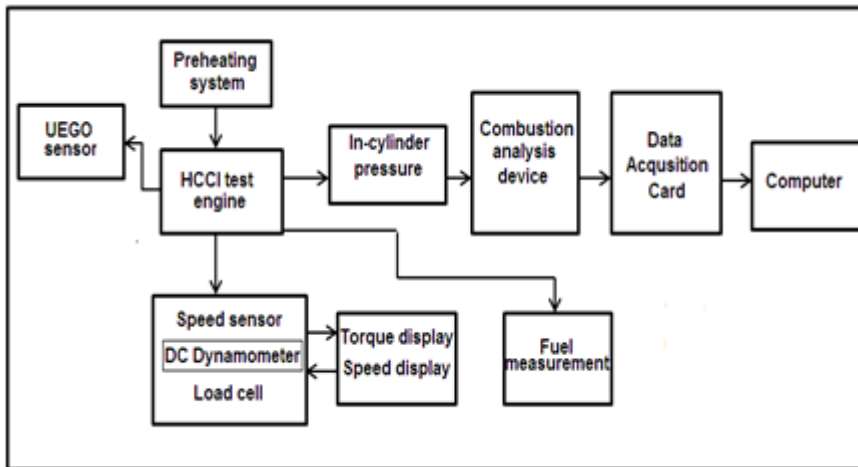 Preheating
system
UEGO
sensor
HCCI test
engine
In-cylinder
pressure
Combustion
analysis
device
Data
Acqusition
Card
Computer
Speed sensor
DC Dynamometer
Load cell
Torque display
Speed display
Fuel
measurement